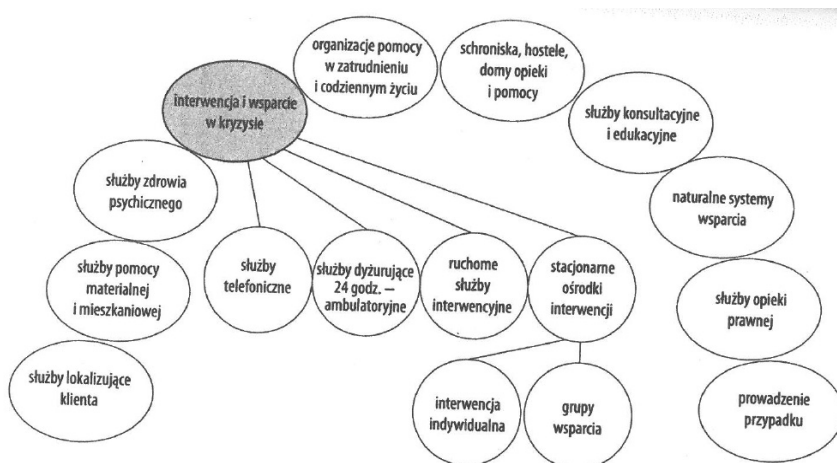 organizacje pomocy
w zatrudnieniu
i codziennym życiu
schroniska, hostele,
domy opieki
i pomocy
interwencja i wsparcie
w kryzysie
służby konsultacyjne
i edukacyjne
służby zdrowia
psychicznego
naturalne systemy
wsparcia
służby pomocy
materialnej
i mieszkaniowej
służby
telefoniczne
służby dyżurujące
24 godz. –
ambulatoryjne
ruchome
służby
interwencyjne
stacjonarne
ośrodki
interwencji
służby opieki
prawnej
służby lokalizujące
klienta
interwencja
indywidualna
grupy
wsparcia
prowadzenie
przypadku